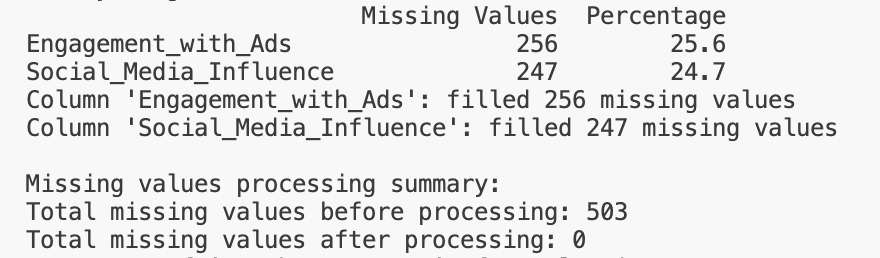 Missing Values  Percentage
Engagement_with_Ads  256  25.6
Social_Media_Influence  247  24.7
Column 'Engagement_with_Ads': filled 256 missing values
Column 'Social_Media_Influence': filled 247 missing values
Missing values processing summary:
Total missing values before processing: 503
Total missing values after processing: 0